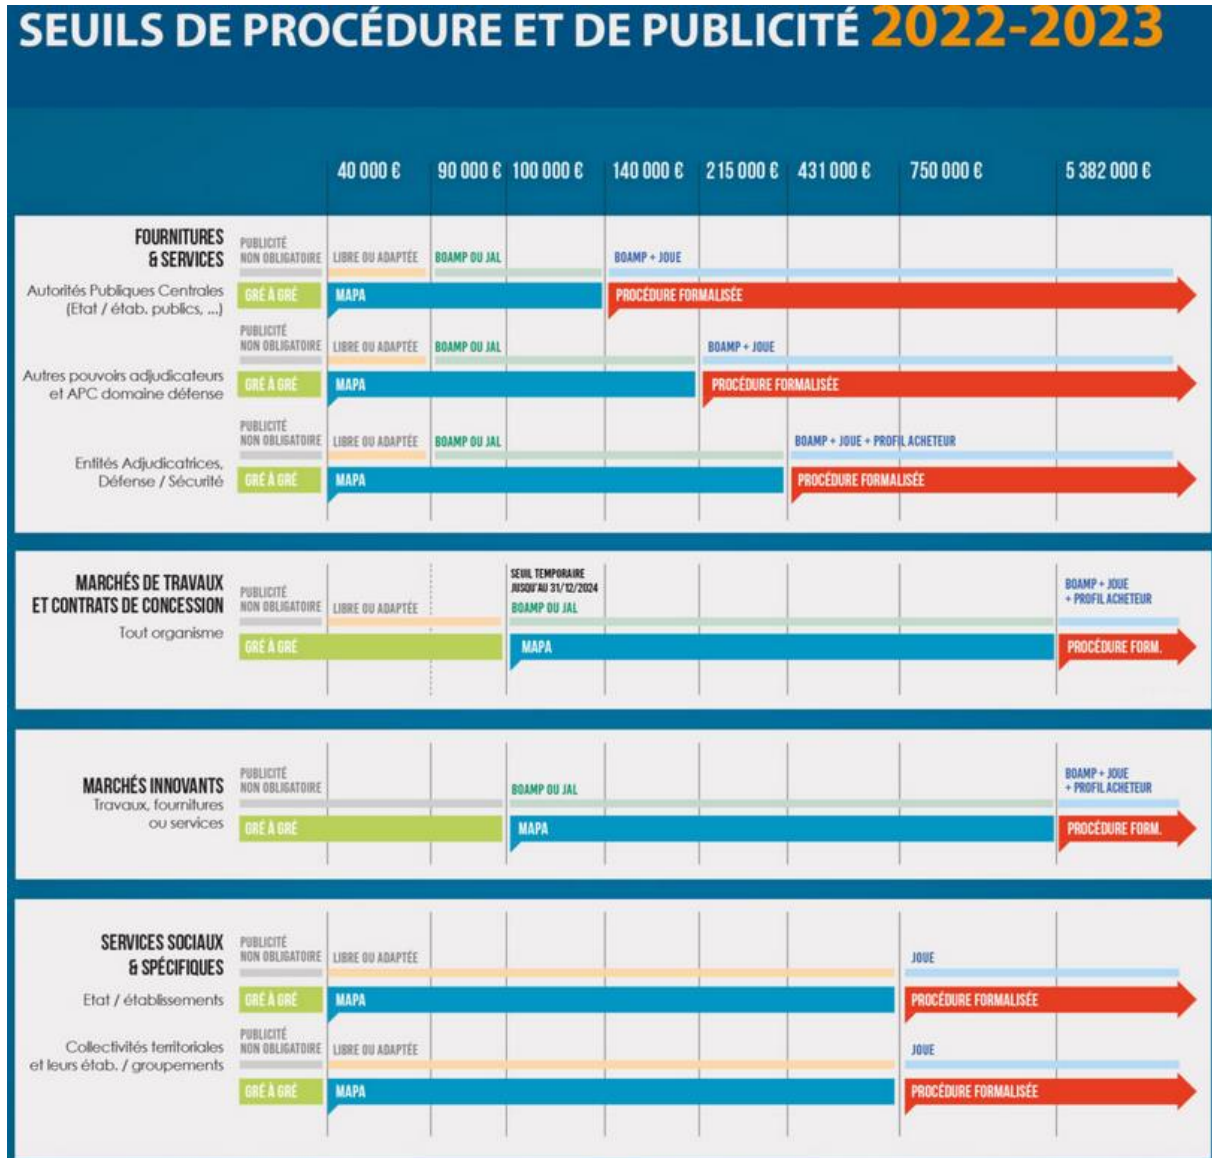 SEUILS DE PROCÉDURE ET DE PUBLICITÉ 2022-2023
40 000 € 90 000 € 100 000 € 140 000 € 215 000 € 431 000 € 750 000 € 5 382 000 €
FOURNITURES
& SERVICES
PUBLICITÉ
NON OBLIGATOIRE
LIBRE OU ADAPTÉE
BOAMP OU JAL
BOAMP + JOUE
Autorités Publiques Centrales
(Etat / étab. publics, ...)
GRÉ À GRÉ
MAPA
PROCÉDURE FORMALISÉE
PUBLICITÉ
NON OBLIGATOIRE
LIBRE OU ADAPTÉE
BOAMP OU JAL
BOAMP + JOUE
Autres pouvoirs adjudicateurs
et APC domaine défense
GRÉ À GRÉ
MAPA
PROCÉDURE FORMALISÉE
PUBLICITÉ
NON OBLIGATOIRE
LIBRE OU ADAPTÉE
BOAMP OU JAL
BOAMP + JOUE + PROFIL ACHETEUR
Entités Adjudicatrices,
Défense / Sécurité
GRÉ À GRÉ
MAPA
PROCÉDURE FORMALISÉE
MARCHÉS DE TRAVAUX
ET CONTRATS DE CONCESSION
Tout organisme
PUBLICITÉ
NON OBLIGATOIRE
LIBRE OU ADAPTÉE
SEUIL TEMPORAIRE
JUSQU'AU 31/12/2024
BOAMP OU JAL
BOAMP + JOUE
+ PROFIL ACHETEUR
GRÉ À GRÉ
MAPA
PROCÉDURE FORM.
MARCHÉS INNOVANTS
Travaux, fournitures
ou services
PUBLICITÉ
NON OBLIGATOIRE
BOAMP OU JAL
BOAMP + JOUE
+ PROFIL ACHETEUR
GRÉ À GRÉ
MAPA
PROCÉDURE FORM.
SERVICES SOCIAUX
& SPÉCIFIQUES
PUBLICITÉ
NON OBLIGATOIRE
LIBRE OU ADAPTÉE
JOUE
Etat / établissements
GRÉ À GRÉ
MAPA
PROCÉDURE FORMALISÉE
PUBLICITÉ
NON OBLIGATOIRE
LIBRE OU ADAPTÉE
JOUE
Collectivités territoriales
et leurs étab. / groupements
GRÉ À GRÉ
MAPA
PROCÉDURE FORMALISÉE